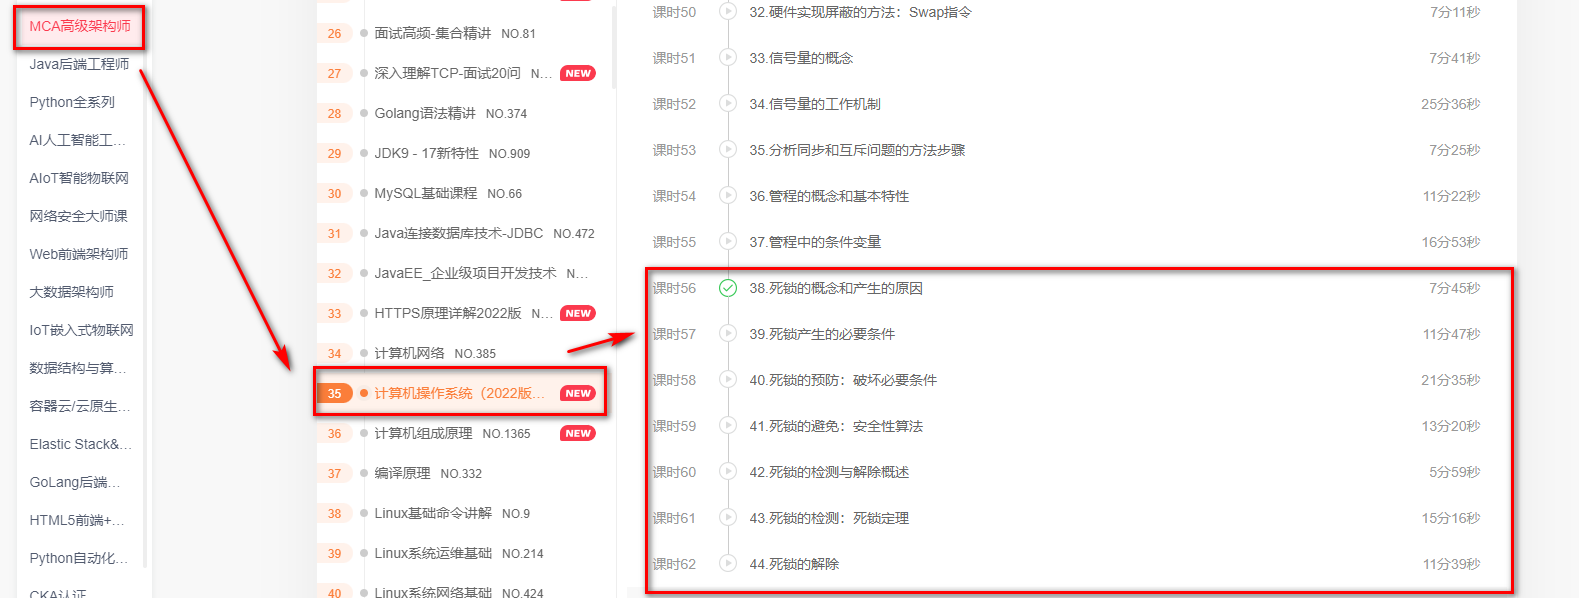 MCA高级架构师
Java后端工程师
Python全系列
AI人工智能工...
AIoT智能物联网
网络安全大师课
Web前端架构师
大数据架构师
IoT嵌入式物联网
数据结构与算...
容器云/云原生...
Elastic Stack&...
GoLang后端...
HTML5前端+...
Python自动化...
CKA认证
26 面试高频-集合精讲 NO.81
27 深入理解TCP-面试20问 N... NEW
28 Golang语法精讲 NO.374
29 JDK9 - 17新特性 NO.909
30 MySQL基础课程 NO.66
31 Java连接数据库技术-JDBC NO.472
32 JavaEE_企业级项目开发技术 N...
33 HTTPS原理详解2022版 N... NEW
34 计算机网络 NO.385
35 计算机操作系统（2022版... NEW
36 计算机组成原理 NO.1365 NEW
37 编译原理 NO.332
38 Linux基础命令讲解 NO.9
39 Linux系统运维基础 NO.214
40 Linux系统网络基础 NO.424
课时50 32.硬件实现屏蔽的方法：Swap指令 7分11秒
课时51 33.信号量的概念 7分41秒
课时52 34.信号量的工作机制 25分36秒
课时53 35.分析同步和互斥问题的方法步骤 7分25秒
课时54 36.管程的概念和基本特性 11分22秒
课时55 37.管程中的条件变量 16分53秒
课时56 38.死锁的概念和产生的原因 7分45秒
课时57 39.死锁产生的必要条件 11分47秒
课时58 40.死锁的预防：破坏必要条件 21分35秒
课时59 41.死锁的避免：安全性算法 13分20秒
课时60 42.死锁的检测与解除概述 5分59秒
课时61 43.死锁的检测：死锁定理 15分16秒
课时62 44.死锁的解除 11分39秒